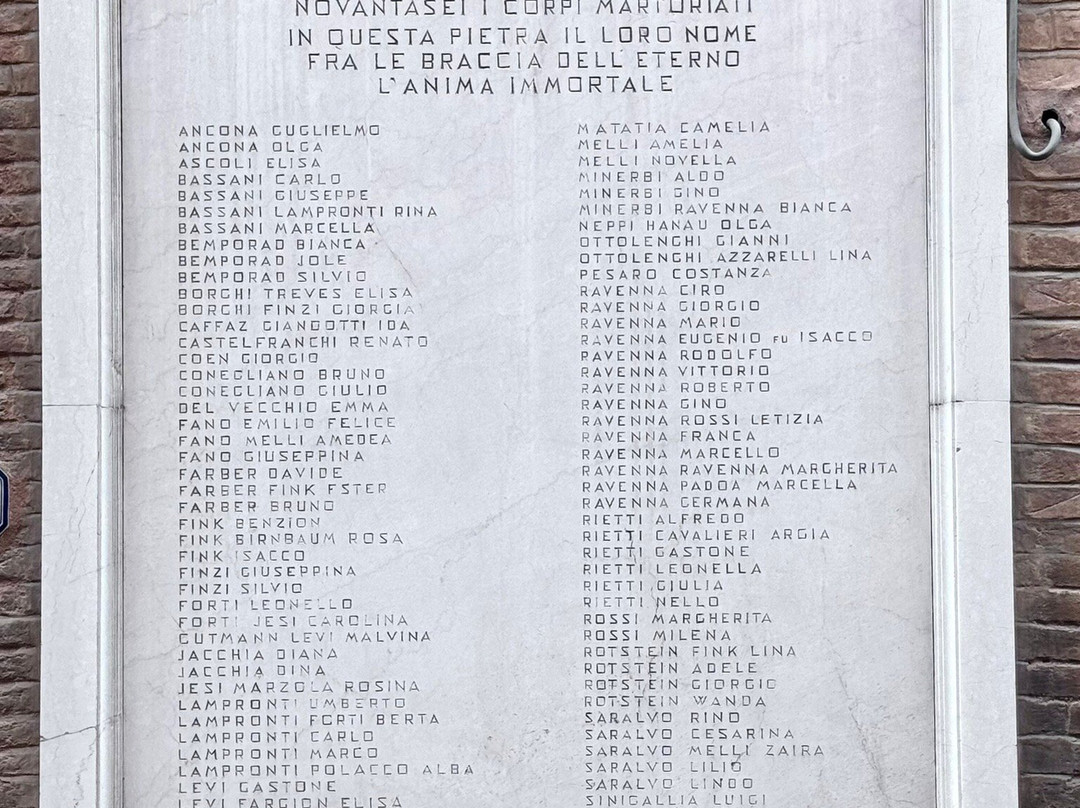 NOVANTASEI I CORPI MARTORIATI
IN QUESTA PIETRA IL LORO NOME
FRA LE BRACCIA DELL'ETERNO
L'ANIMA IMMORTALE
ANCONA GUGLIELMO
ANCONA OLGA
ASCOLI ELISA
BASSANI CARLO
BASSANI GIUSEPPE
BASSANI LAMPRONTI RINA
BASSANI MARCELLA
BEMPORAD BIANCA
BEMPORAD JOLE
BEMPORAD SILVIO
BORGHI TREVES ELISA
BORGHI FINZI GIORGIA
CAFFAZ GIANGOTTI IDA
CASTELFRANCHI RENATO
COEN GIORGIO
CONEGLIANO BRUNO
CONEGLIANO GIULIO
DEL VECCHIO EMMA
FANO EMILIO FELICE
FANO MELLI AMEDEA
FANO GIUSEPPINA
FARBER DAVIDE
FARBER FINK ESTER
FARBER BRUNO
FINK BENZION
FINK BIRNBAUM ROSA
FINK ISACCO
FINZI GIUSEPPINA
FINZI SILVIO
FORTI LEONELLO
FORTI JESI CAROLINA
GUTMANN LEVI MALVINA
JACCHIA DIANA
JACCHIA DINA
JESI MARZOLA ROSINA
LAMPRONTI UMBERTO
LAMPRONTI FORTI BERTA
LAMPRONTI CARLO
LAMPRONTI MARCO
LAMPRONTI POLACCO ALBA
LEVI GASTONE
LEVI FARGION ELISA
MATATIA CAMELIA
MELLI AMELIA
MELLI NOVELLA
MINERBI ALDO
MINERBI GINO
MINERBI RAVENNA BIANCA
NEPPI HANAU OLGA
OTTOLENGHI GIANNI
OTTOLENGHI AZZARELLI LINA
PESARO COSTANZA
RAVENNA CIRO
RAVENNA GIORGIO
RAVENNA MARIO
RAVENNA EUGENIO FU ISACCO
RAVENNA RODOLFO
RAVENNA VITTORIO
RAVENNA ROBERTO
RAVENNA GINO
RAVENNA ROSSI LETIZIA
RAVENNA FRANCA
RAVENNA MARCELLO
RAVENNA RAVENNA MARGHERITA
RAVENNA PADOA MARCELLA
RAVENNA GERMANA
RIETTI ALFREDO
RIETTI CAVALIERI ARGIA
RIETTI GASTONE
RIETTI LEONELLA
RIETTI GIULIA
RIETTI NELLO
ROSSI MARGHERITA
ROSSI MILENA
ROTSTEIN FINK LINA
ROTSTEIN ADELE
ROTSTEIN GIORGIO
ROTSTEIN WANDA
SARALVO RINO
SARALVO CESARINA
SARALVO MELLI ZAIRA
SARALVO LILIO
SARALVO LINDO
SINIGALLIA LUIGI